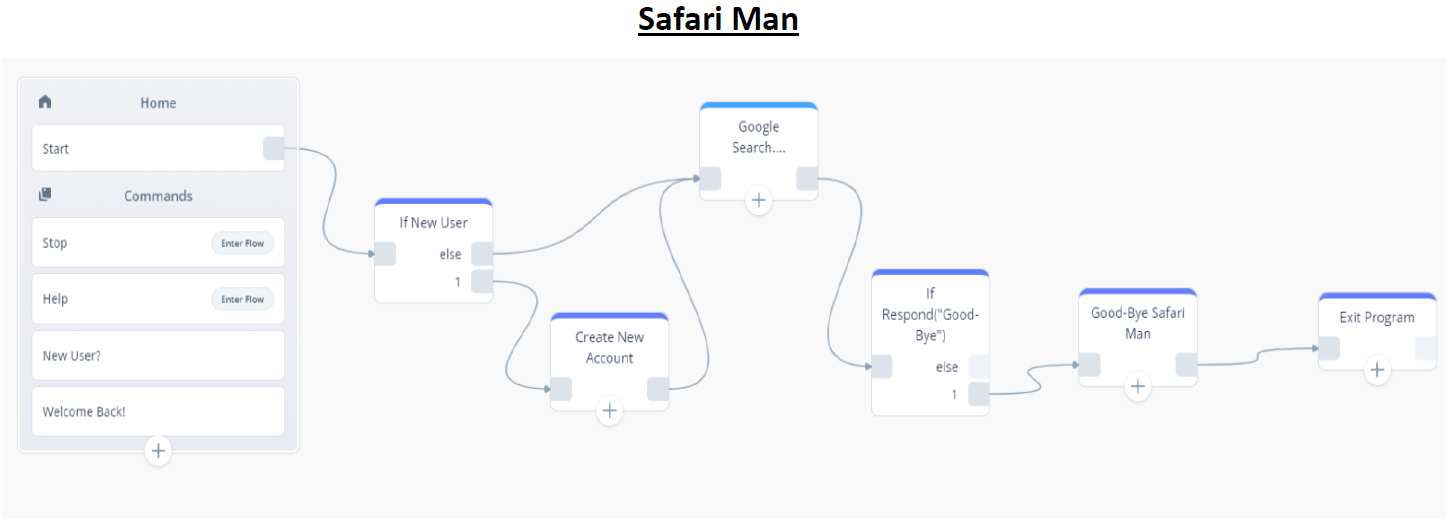 Safari Man
Home
Start
Commands
Stop
Enter Flow
Help
Enter Flow
New User?
Welcome Back!
If New User
else
1
Create New
Account
Google
Search....
If
Respond("Good-
Bye")
else
1
Good-Bye Safari
Man
Exit Program